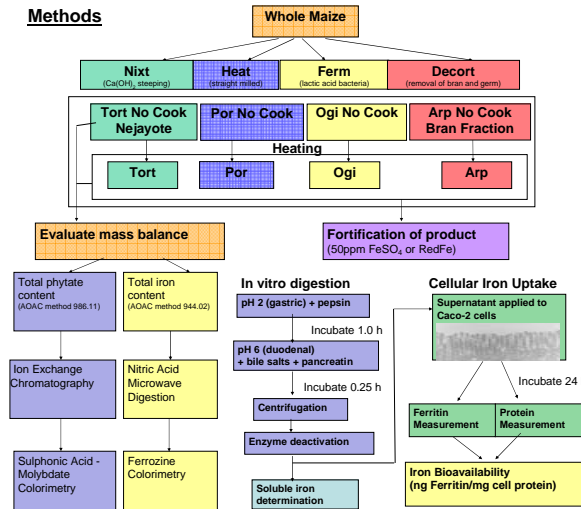 Methods
Whole Maize
Nixt
(Ca(OH)2 steeping)
Heat
(straight milled)
Ferm
(lactic acid bacteria)
Decort
(removal of bran and germ)
Tort No Cook
Nejayote
Por No Cook
Ogi No Cook
Arp No Cook
Bran Fraction
Heating
Tort
Por
Ogi
Arp
Evaluate mass balance
Fortification of product
(50ppm FeSO4 or RedFe)
Total phytate
content
(AOAC method 986.11)
Total iron
content
(AOAC method 944.02)
Ion Exchange
Chromatography
Nitric Acid
Microwave
Digestion
Sulphonic Acid -
Molybdate
Colorimetry
Ferrozine
Colorimetry
In vitro digestion
pH 2 (gastric) + pepsin
Incubate 1.0 h
pH 6 (duodenal)
+ bile salts + pancreatin
Incubate 0.25 h
Centrifugation
Enzyme deactivation
Soluble iron
determination
Cellular Iron Uptake
Supernatant applied to
Caco-2 cells
Incubate 24
Ferritin
Measurement
Protein
Measurement
Iron Bioavailability
(ng Ferritin/mg cell protein)